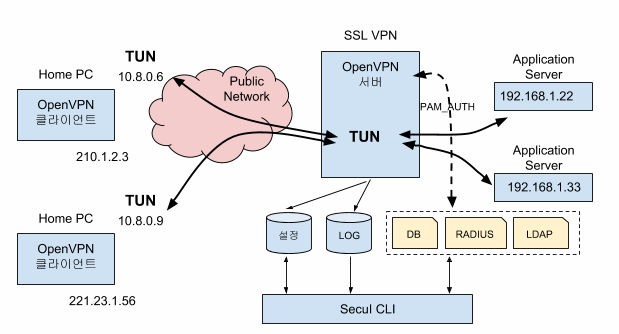 SSL VPN
TUN
10.8.0.6
Home PC
OpenVPN
클라이언트
210.1.2.3
Public
Network
OpenVPN
서버
TUN
PAM_AUTH
Application
Server
192.168.1.22
Application
Server
192.168.1.33
TUN
10.8.0.9
Home PC
OpenVPN
클라이언트
221.23.1.56
설정
LOG
DB
RADIUS
LDAP
Secul CLI